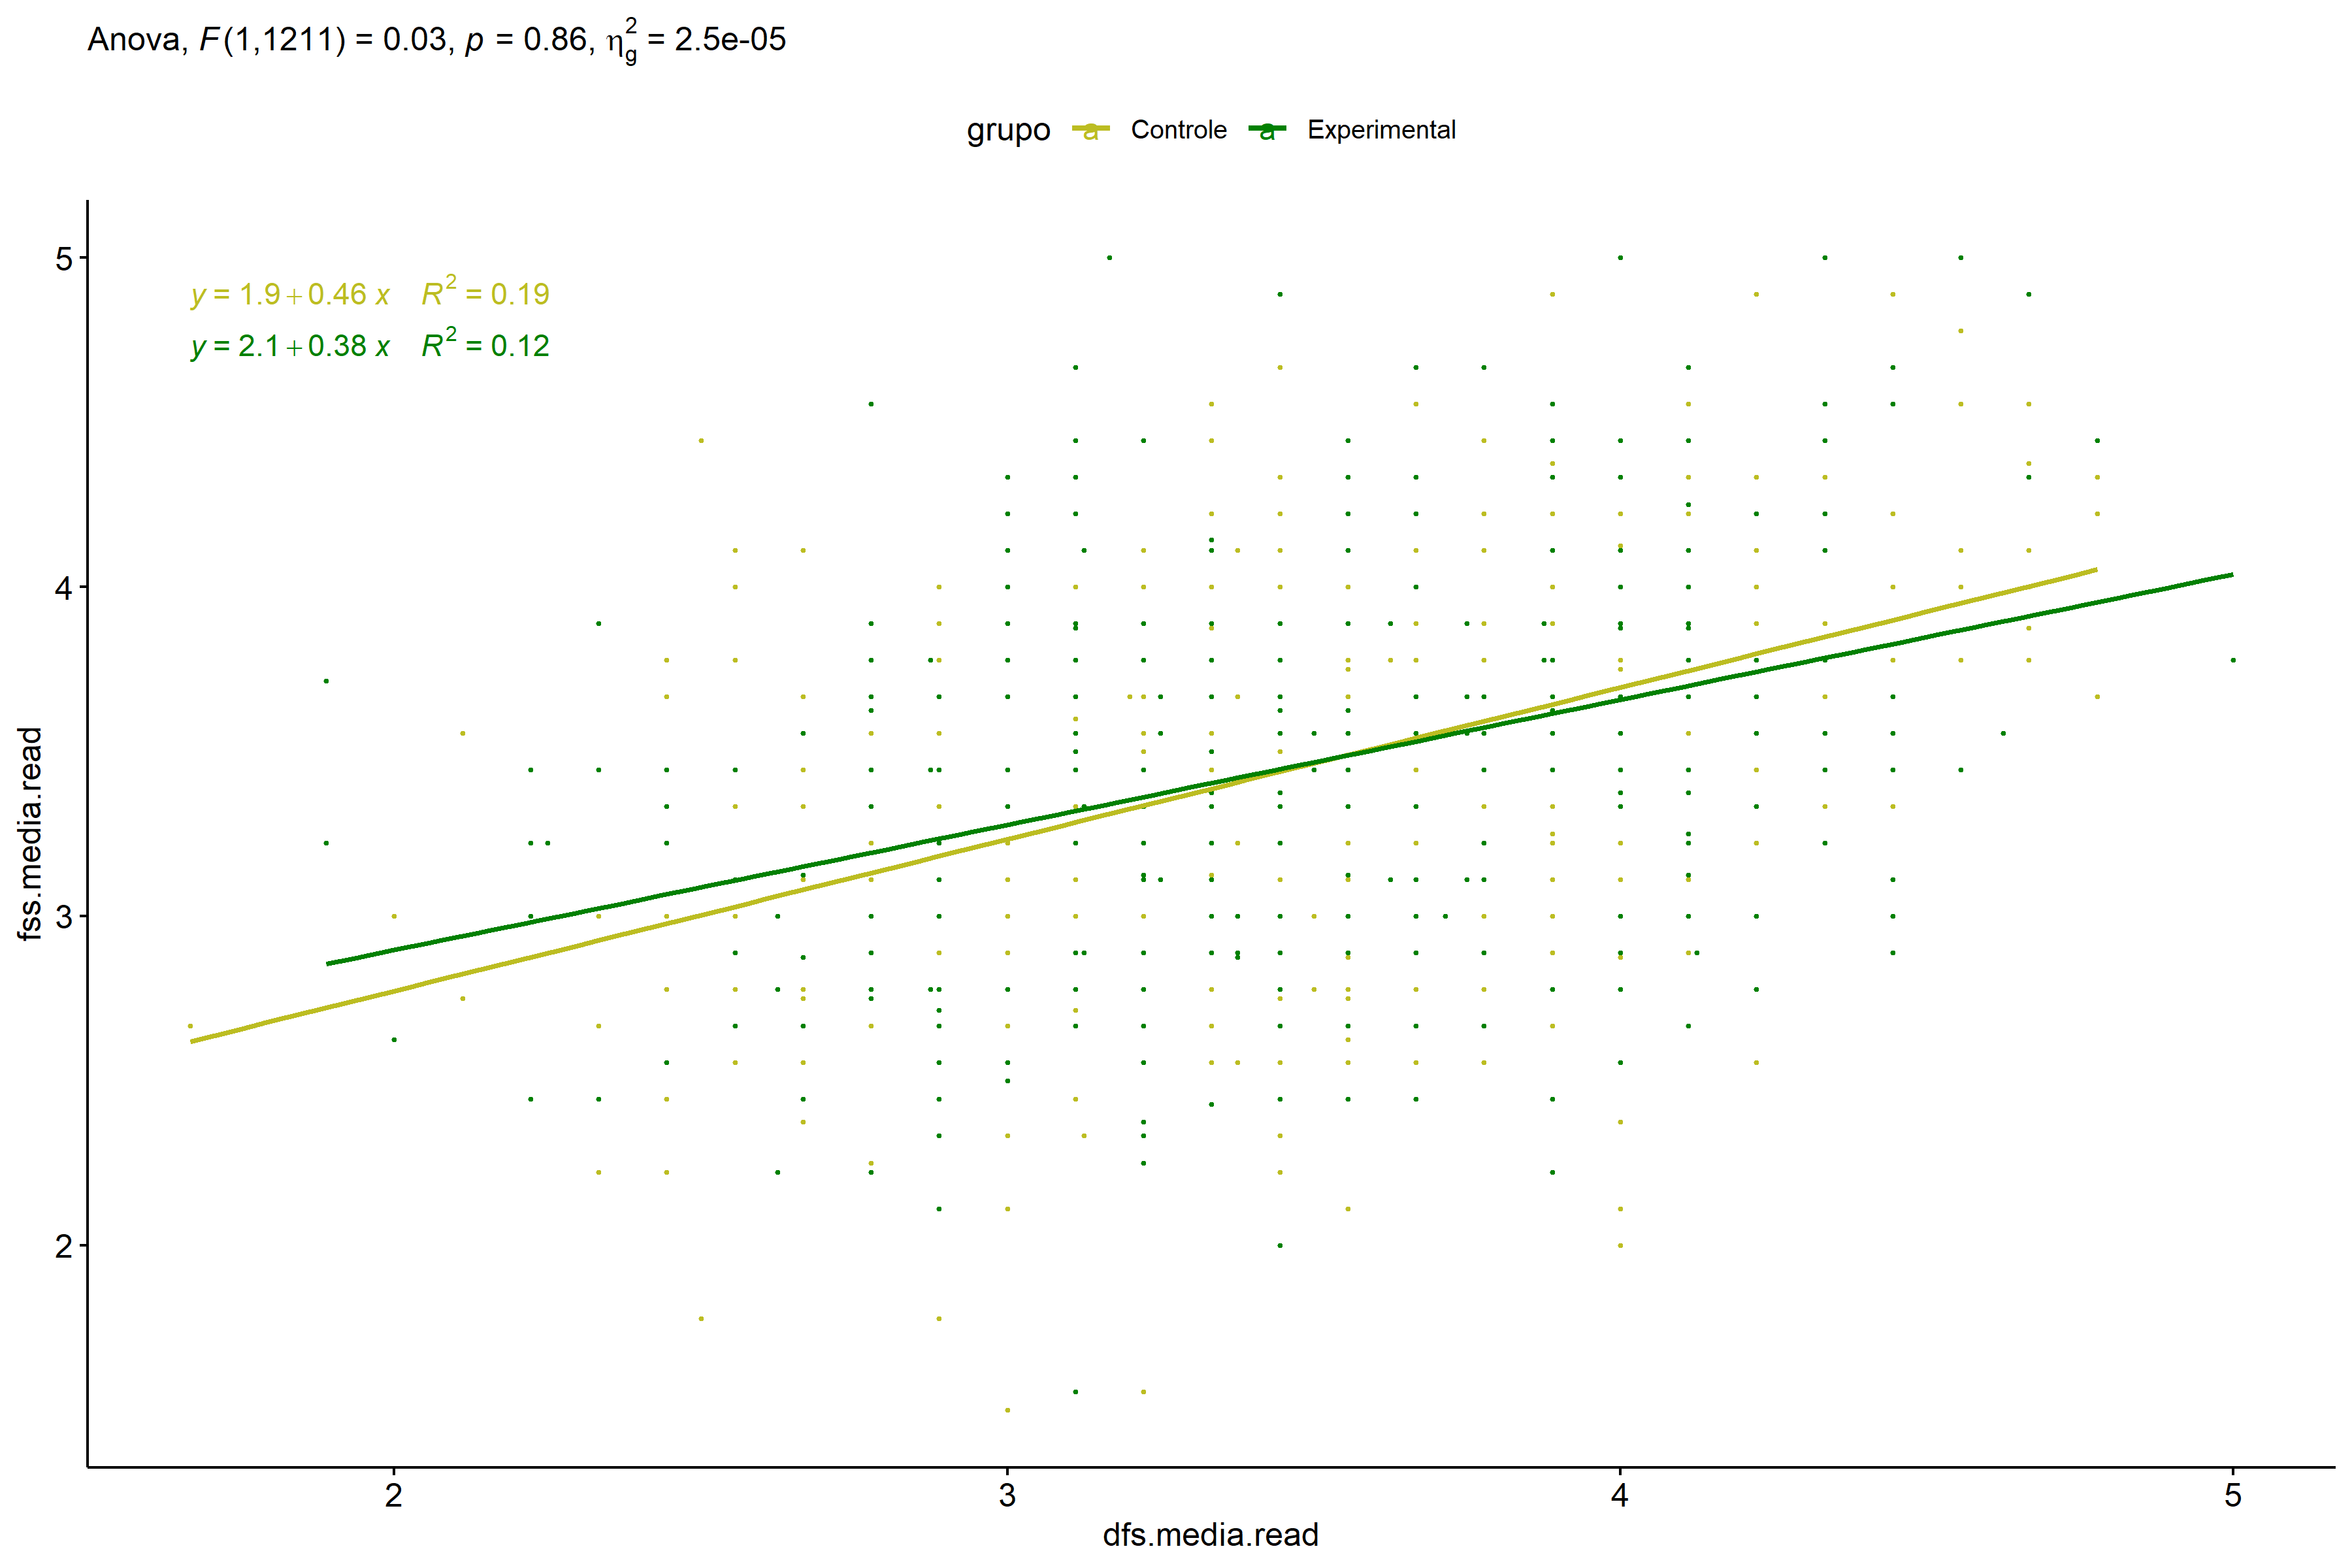 Anova, F(1,1211) = 0.03, p = 0.86, η²g = 2.5e-05
grupo a Controle a Experimental
y = 1.9 + 0.46 x R² = 0.19
y = 2.1 + 0.38 x R² = 0.12
5
4
3
2
fss.media.read
2 3 4 5
dfs.media.read